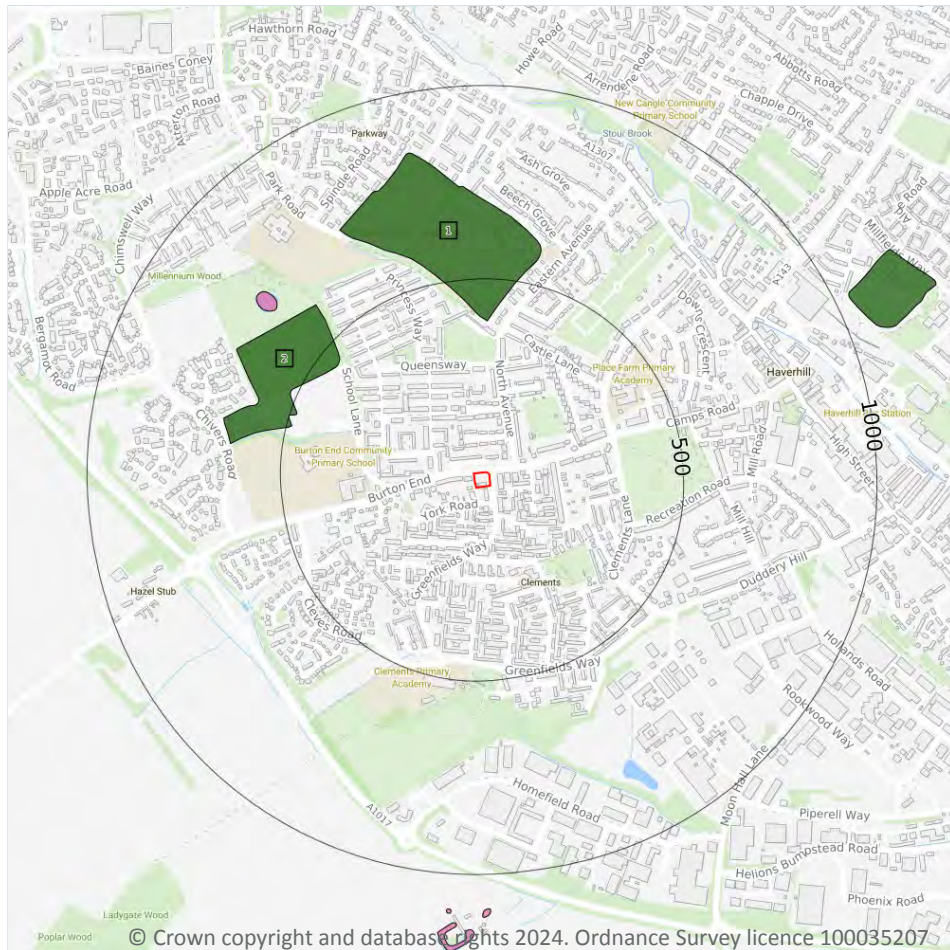 Hawthorn Road
Howe Road
Baines Coney
Arrendene Road
Abbotts Road
Atterton Road
New Cangle Community
Primary School
Chapple Drive
Parkway
Stour Brook
A1307
Spindle Road
Ash Grove
Apple Acre Road
Park Road
Beech Grove
Chimswell Way
1
Eastern Avenue
Millfields Way
A143
Millennium Wood
Princess Way
Downs Crescent
Bergamot Road
2
Castle Lane
Queensway
North Avenue
Place Farm Primary
Academy
Haverhill
School Lane
Camps Road
1000
Chivers Road
500
Mill Road
High Street
Burton End Community
Primary School
Burton End
York Road
Recreation Road
Mill Hill
Clements Lane
Greenfields Way
Clements
Duddery Hill
Hazel Stub
Cleves Road
Hollands Road
Greenfields Way
Clements Primary
Academy
Rookwood Way
Moon Hall Lane
Homefield Road
A1017
Piperell Way
Helions Bumpstead Road
Phoenix Road
Ladygate Wood
Poplar Wood
© Crown copyright and database rights 2024. Ordnance Survey licence 100035207